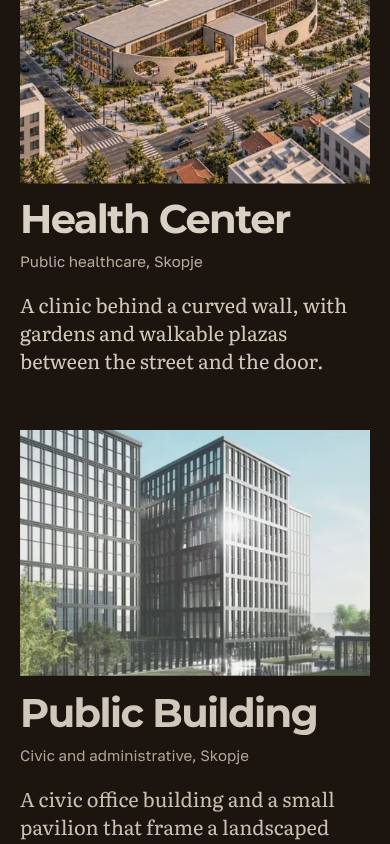 Health Center
Public healthcare, Skopje
A clinic behind a curved wall, with
gardens and walkable plazas
between the street and the door.
Public Building
Civic and administrative, Skopje
A civic office building and a small
pavilion that frame a landscaped